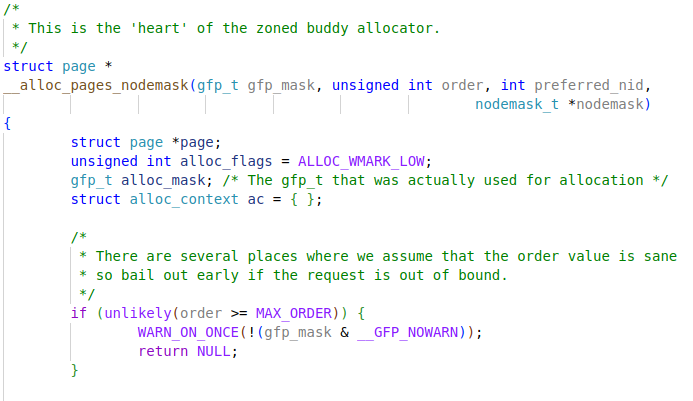 /*
 * This is the 'heart' of the zoned buddy allocator.
 */
struct page *
__alloc_pages_nodemask(gfp_t gfp_mask, unsigned int order, int preferred_nid,
							nodemask_t *nodemask)
{
	struct page *page;
	unsigned int alloc_flags = ALLOC_WMARK_LOW;
	gfp_t alloc_mask; /* The gfp_t that was actually used for allocation */
	struct alloc_context ac = { };

	/*
	 * There are several places where we assume that the order value is sane
	 * so bail out early if the request is out of bound.
	 */
	if (unlikely(order >= MAX_ORDER)) {
		WARN_ON_ONCE(!(gfp_mask & __GFP_NOWARN));
		return NULL;
	}